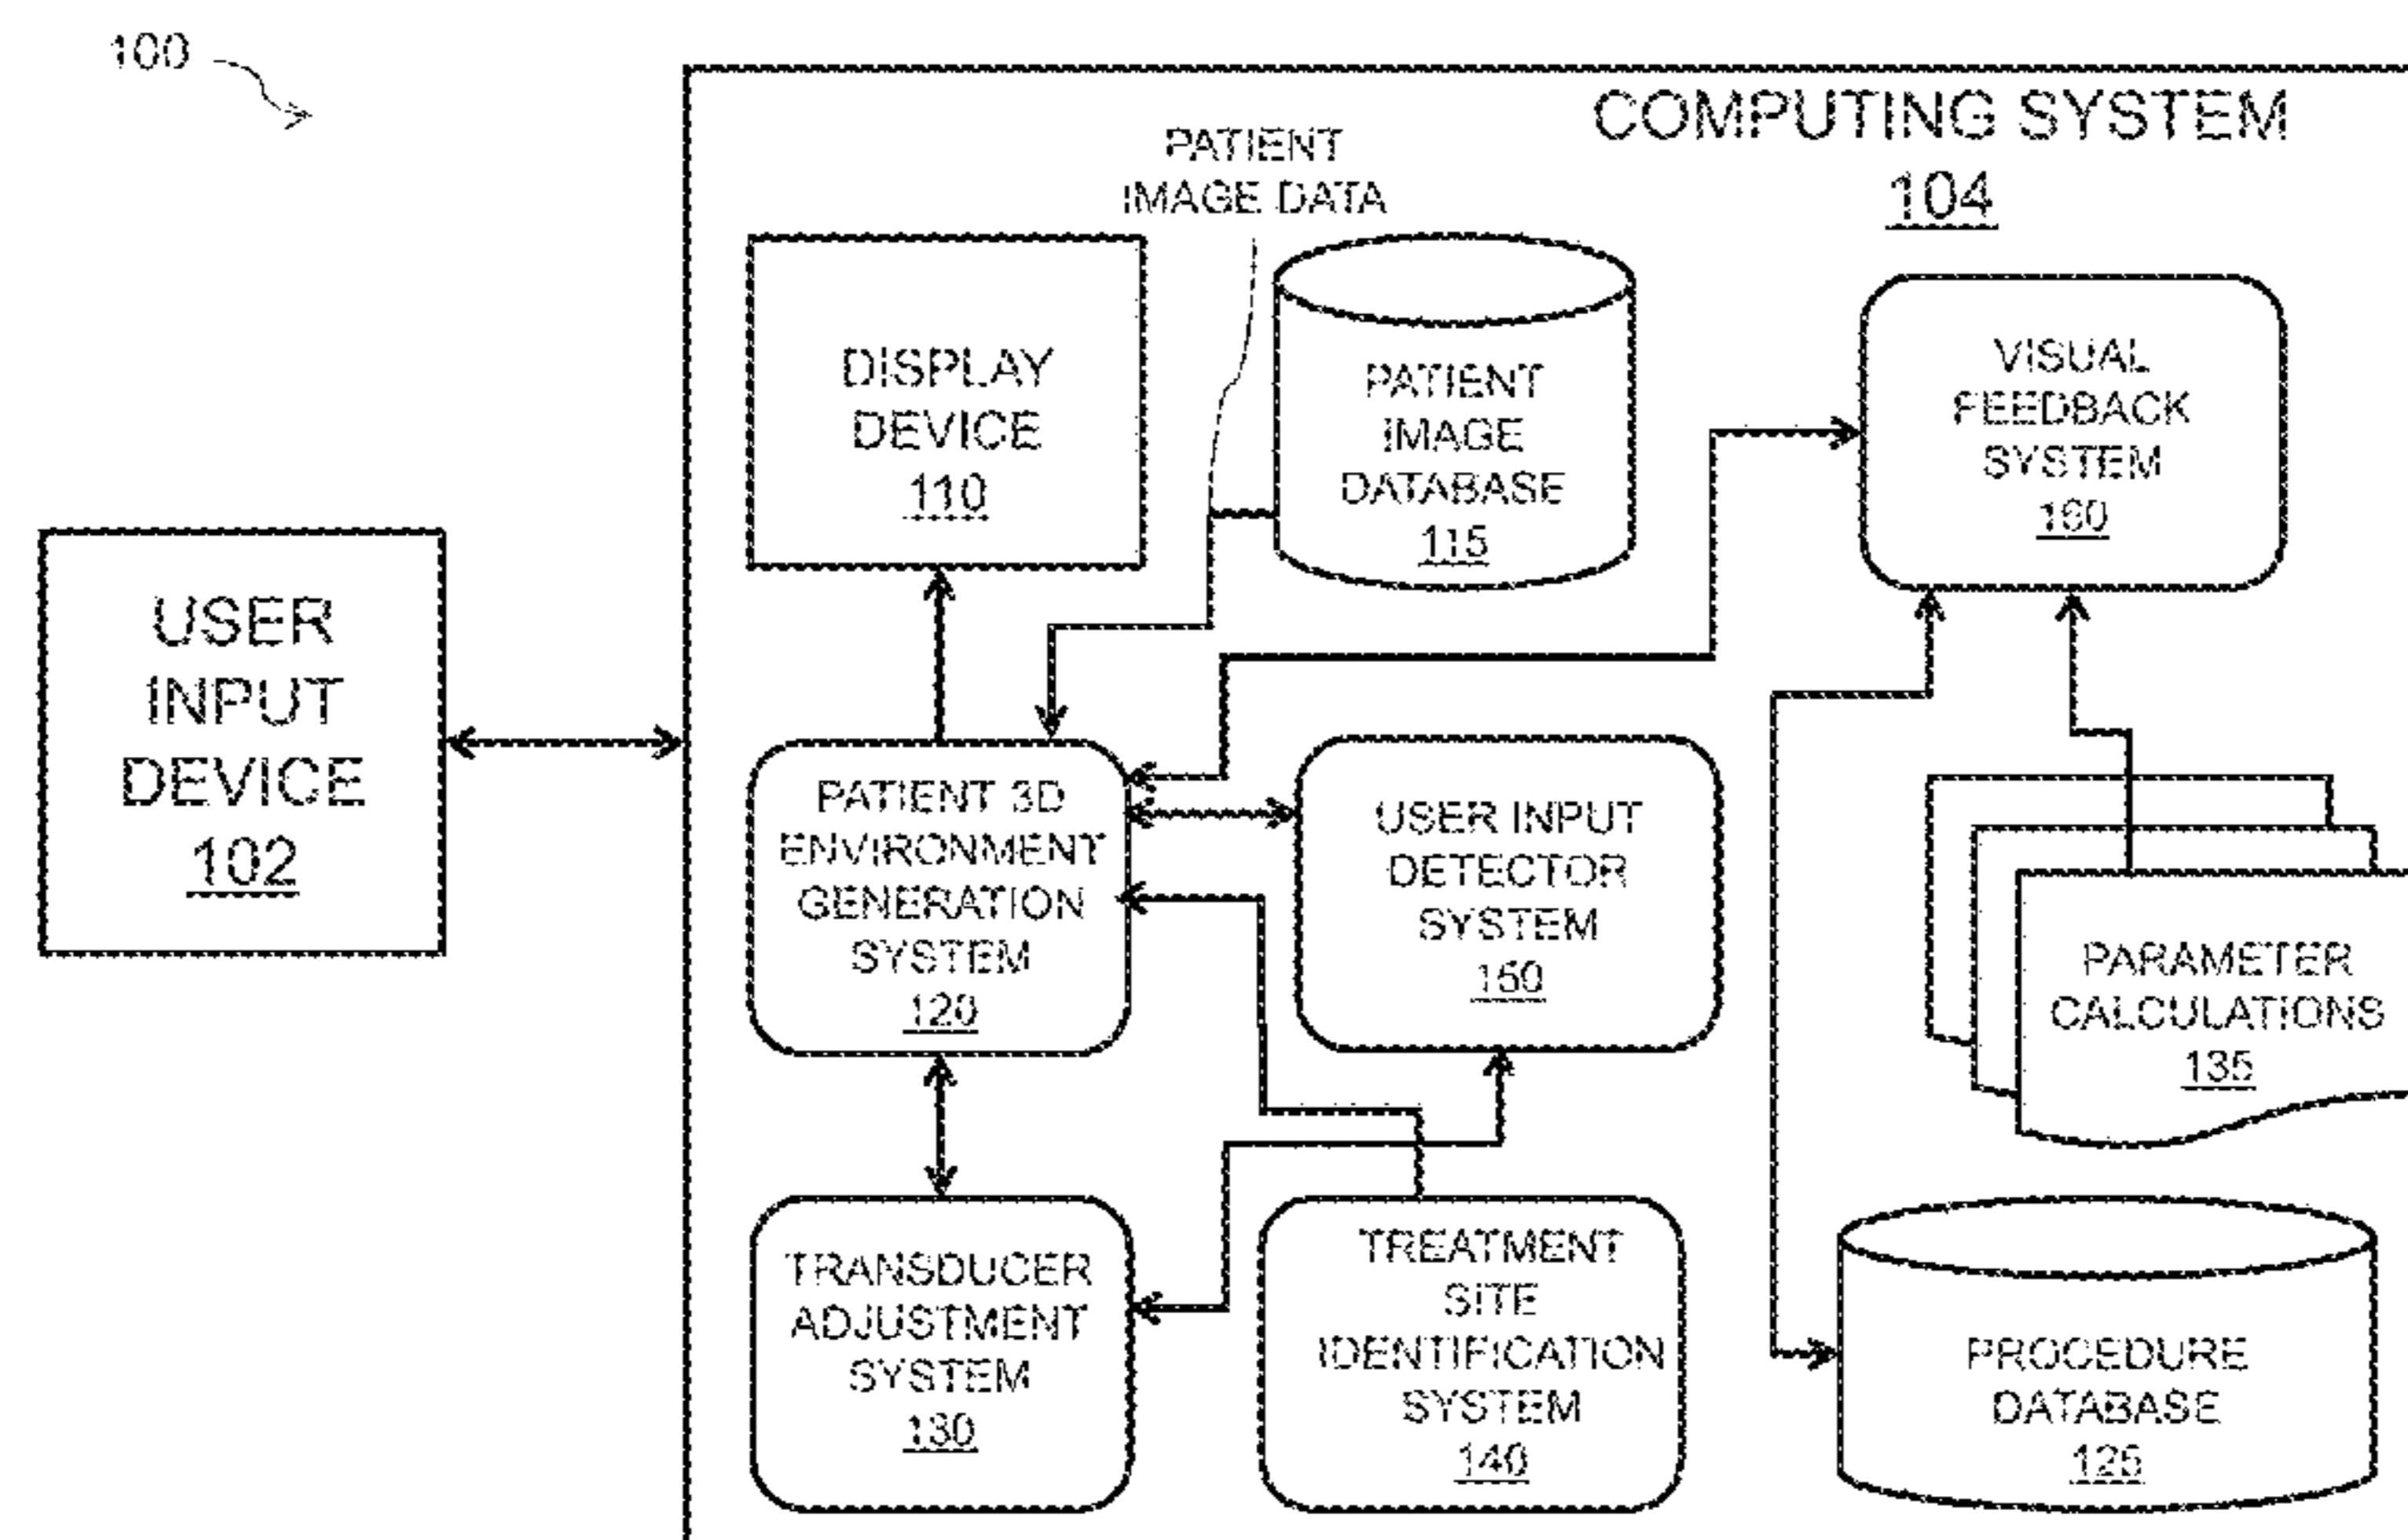 100
COMPUTING SYSTEM
104
PATIENT
IMAGE DATA
DISPLAY
DEVICE
110
PATIENT
IMAGE
DATABASE
115
VISUAL
FEEDBACK
SYSTEM
160
USER
INPUT
DEVICE
102
PATIENT 3D
ENVIRONMENT
GENERATION
SYSTEM
120
USER INPUT
DETECTOR
SYSTEM
150
PARAMETER
CALCULATIONS
135
TRANSDUCER
ADJUSTMENT
SYSTEM
130
TREATMENT
SITE
IDENTIFICATION
SYSTEM
140
PROCEDURE
DATABASE
125